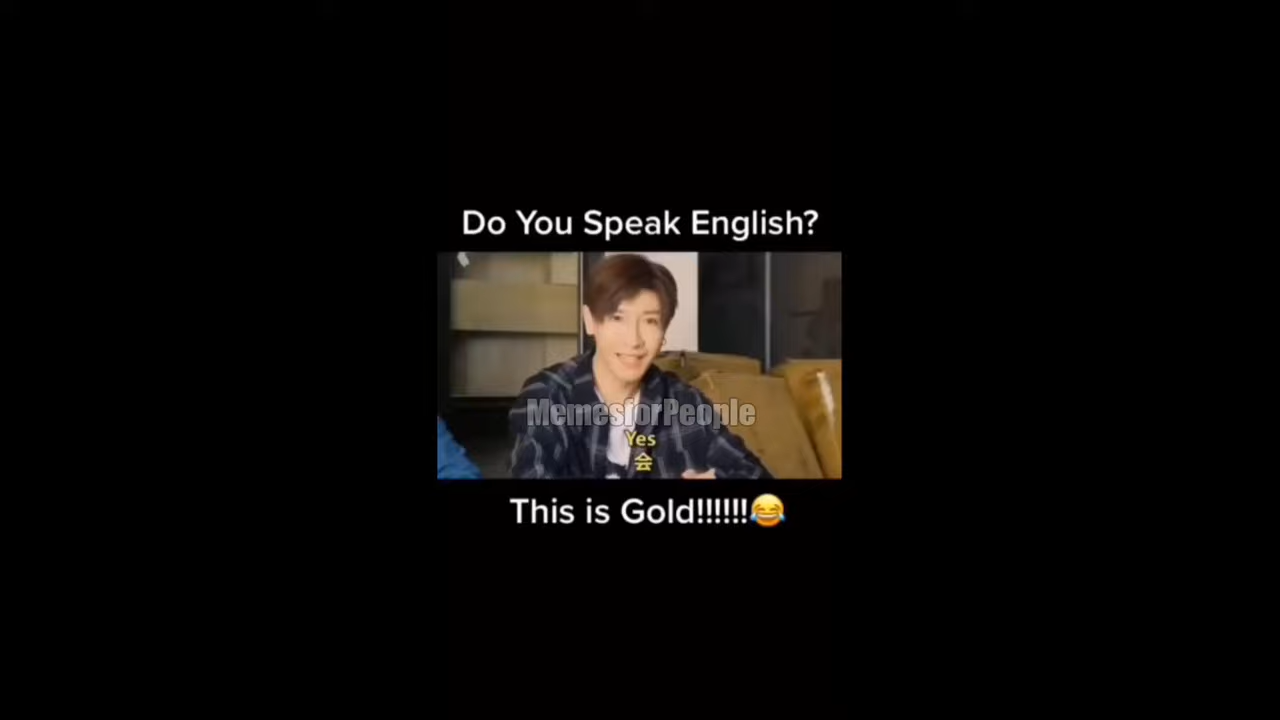 Do You Speak English?
MemesforPeople
Yes
会
This is Gold!!!!!!😂